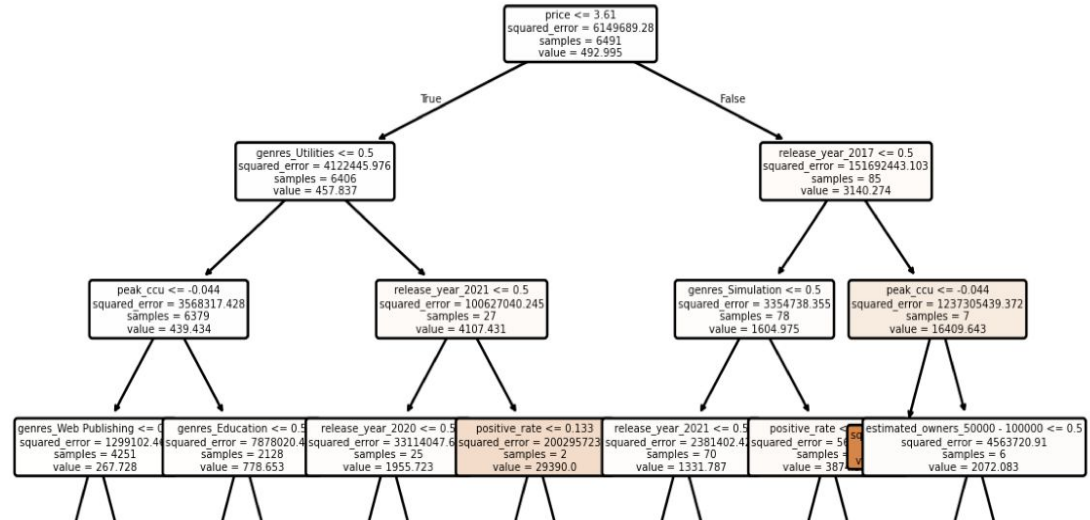 price <= 3.61
squared_error = 6149689.28
samples = 6491
value = 492.995
True
False
genres_Utilities <= 0.5
squared_error = 4122445.976
samples = 6406
value = 457.837
release_year_2017 <= 0.5
squared_error = 151692443.103
samples = 85
value = 3140.274
peak_ccu <= -0.044
squared_error = 3568317.428
samples = 6379
value = 439.434
release_year_2021 <= 0.5
squared_error = 100627040.245
samples = 27
value = 4107.431
genres_Simulation <= 0.5
squared_error = 3354738.355
samples = 78
value = 1604.975
peak_ccu <= -0.044
squared_error = 1237305439.372
samples = 7
value = 16409.643
genres_Web Publishing <=
squared_error = 1299102.4
samples = 4251
value = 267.728
genres_Education <= 0.5
squared_error = 7878020.4
samples = 2128
value = 778.653
release_year_2020 <= 0.5
squared_error = 33114047.6
samples = 25
value = 1955.723
positive_rate <= 0.133
squared_error = 200295723
samples = 2
value = 29390.0
release_year_2021 <= 0.5
squared_error = 2381402.4
samples = 70
value = 1331.787
positive_rate <
squared_error = 56
samples =
value = 387
sq
v
estimated_owners_50000 - 100000 <= 0.5
squared_error = 4563720.91
samples = 6
value = 2072.083